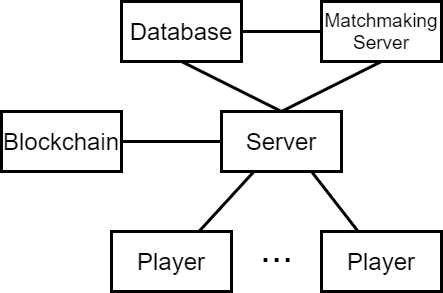 Database
Matchmaking
Server
Blockchain
Server
Player
...
Player